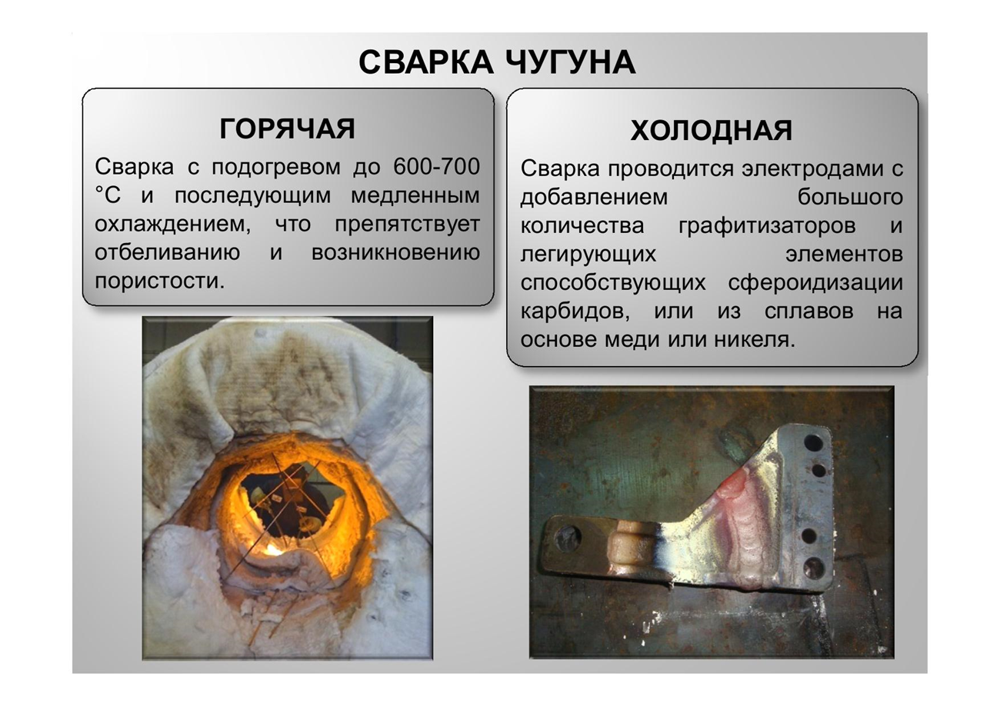 СВАРКА ЧУГУНА
ГОРЯЧАЯ
Сварка с подогревом до 600-700
°С и последующим медленным
охлаждением, что препятствует
отбеливанию и возникновению
пористости.
ХОЛОДНАЯ
Сварка проводится электродами с
добавлением большого
количества графитизаторов и
легирующих элементов
способствующих сфероидизации
карбидов, или из сплавов на
основе меди или никеля.